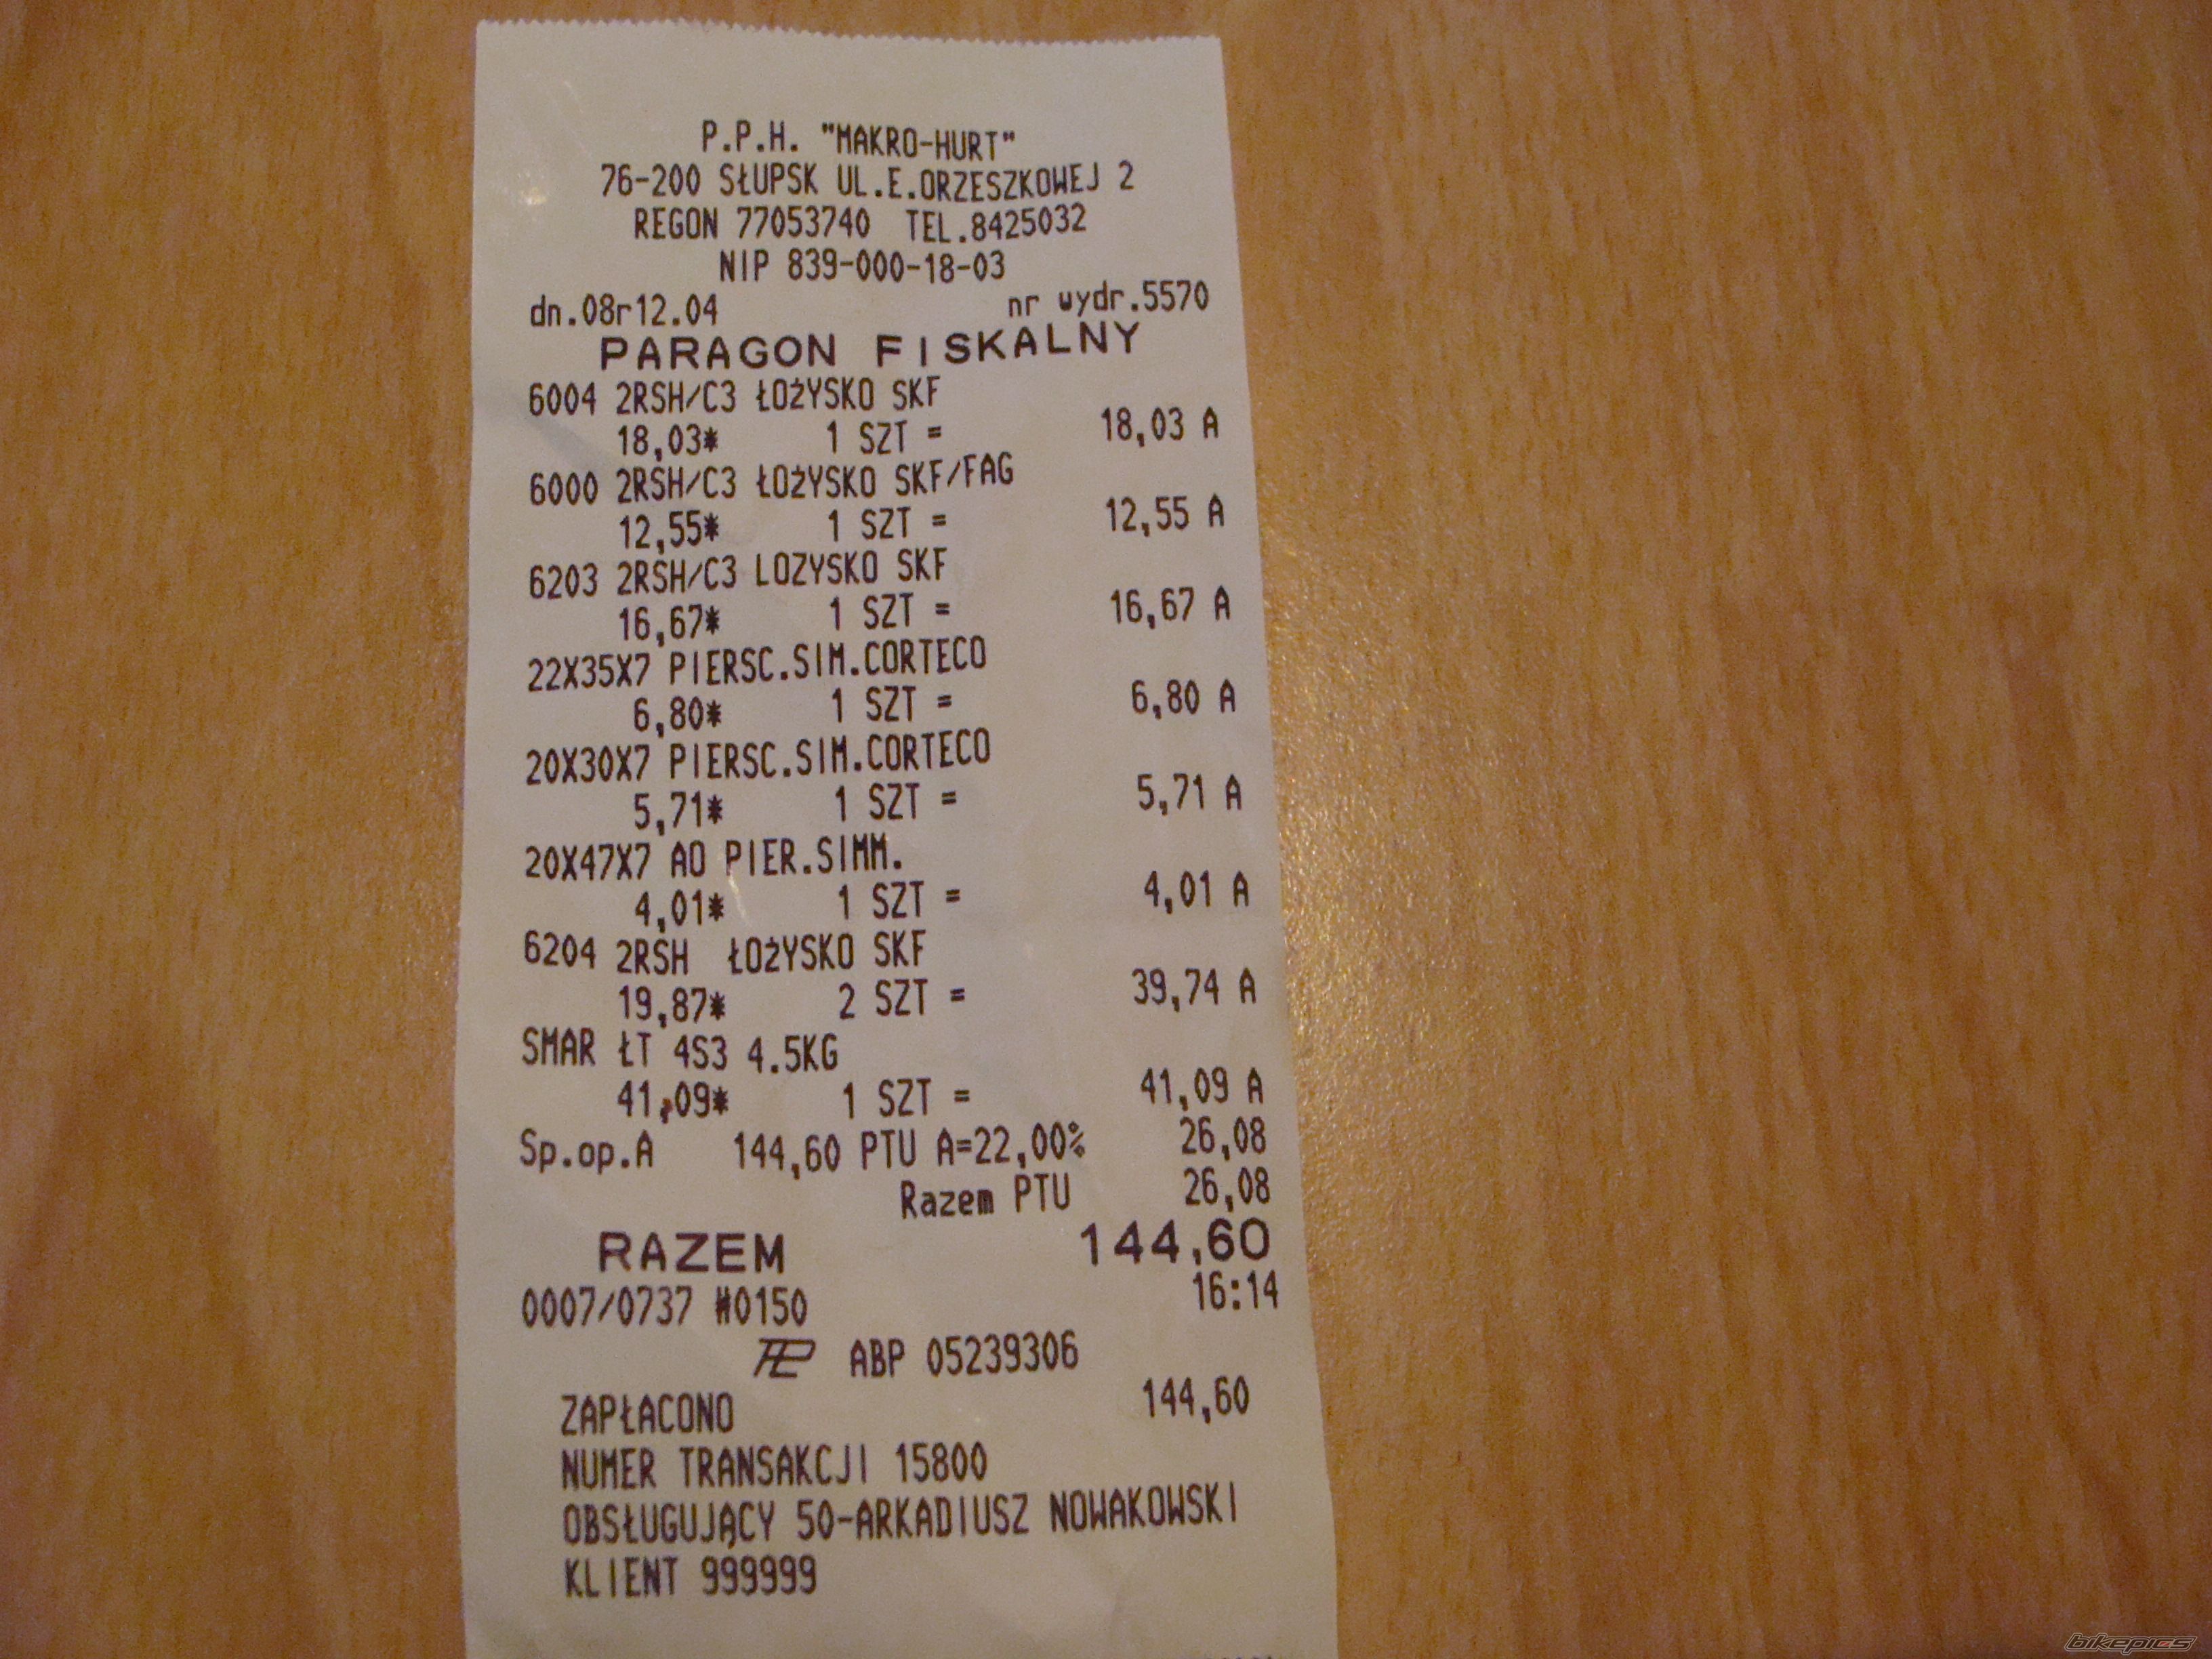 P.P.H. "MAKRO-HURT"
76-200 SŁUPSK UL.E.ORZESZKOWEJ 2
REGON 77053740 TEL.8425032
NIP 839-000-18-03
dn.08r12.04 nr wydr.5570
PARAGON FISKALNY
6004 2RSH/C3 ŁOŻYSKO SKF
18,03* 1 SZT = 18,03 A
6000 2RSH/C3 ŁOŻYSKO SKF/FAG
12,55* 1 SZT = 12,55 A
6203 2RSH/C3 LOZYSKO SKF
16,67* 1 SZT = 16,67 A
22X35X7 PIERSC.SIM.CORTECO
6,80* 1 SZT = 6,80 A
20X30X7 PIERSC.SIM.CORTECO
5,71* 1 SZT = 5,71 A
20X47X7 AO PIER.SIMM.
4,01* 1 SZT = 4,01 A
6204 2RSH ŁOŻYSKO SKF
19,87* 2 SZT = 39,74 A
SMAR ŁT 4S3 4.5KG
41,09* 1 SZT = 41,09 A
Sp.op.A 144,60 PTU A=22,00% 26,08
Razem PTU 26,08
RAZEM 144,60
0007/0737 #0150 16:14
ABP 05239306
ZAPŁACONO 144,60
NUMER TRANSAKCJI 15800
OBSŁUGUJĄCY 50-ARKADIUSZ NOWAKOWSKI
KLIENT 999999
bikepics